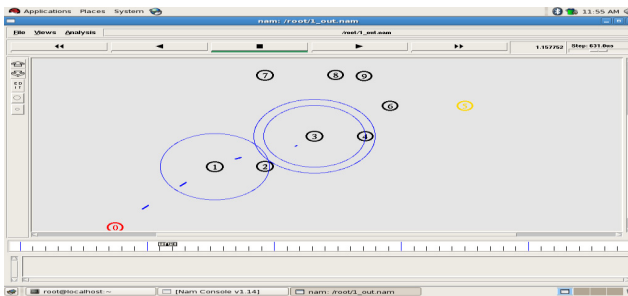 Applications Places System 11:55 AM
nam: /root/1_out.nam
File Views Analysis /root/1_out.nam
1.157752 Step: 631.0us
7 8 9
6 5
3 4
1 2
0
root@localhost:~ [Nam Console v1.14] nam: /root/1_out.nam